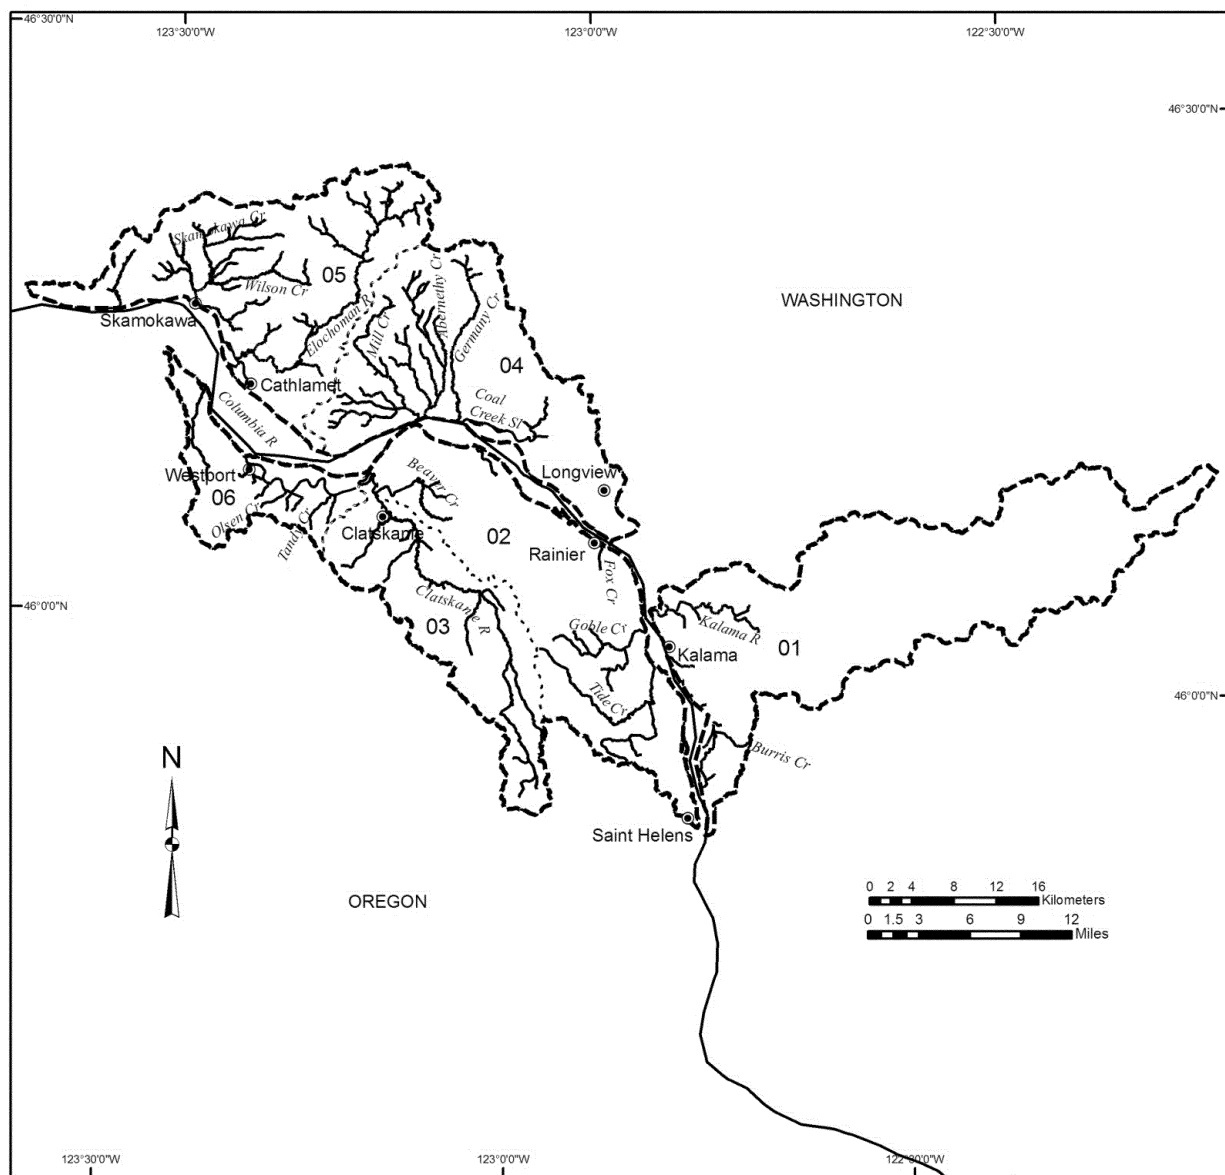 46°30'0"N
123°30'0"W
123°0'0"W
122°30'0"W
46°30'0"N
Skamokawa Cr
05
Wilson Cr
Elochoman R
Mill Cr
Abernethy Cr
Germany Cr
WASHINGTON
Skamokawa
04
Cathlamet
Columbia R
Coal
Creek Sl
Westport
06
Olsen Cr
Tandy Cr
Beaver Cr
Longview
Clatskanie
02
Rainier
Fox Cr
46°0'0"N
Clatskanie R
03
Goble Cr
Kalama R
01
Kalama
Tide Cr
46°0'0"N
Burris Cr
N
Saint Helens
OREGON
0 2 4 8 12 16
Kilometers
0 1.5 3 6 9 12
Miles
123°30'0"W
123°0'0"W
122°30'0"W